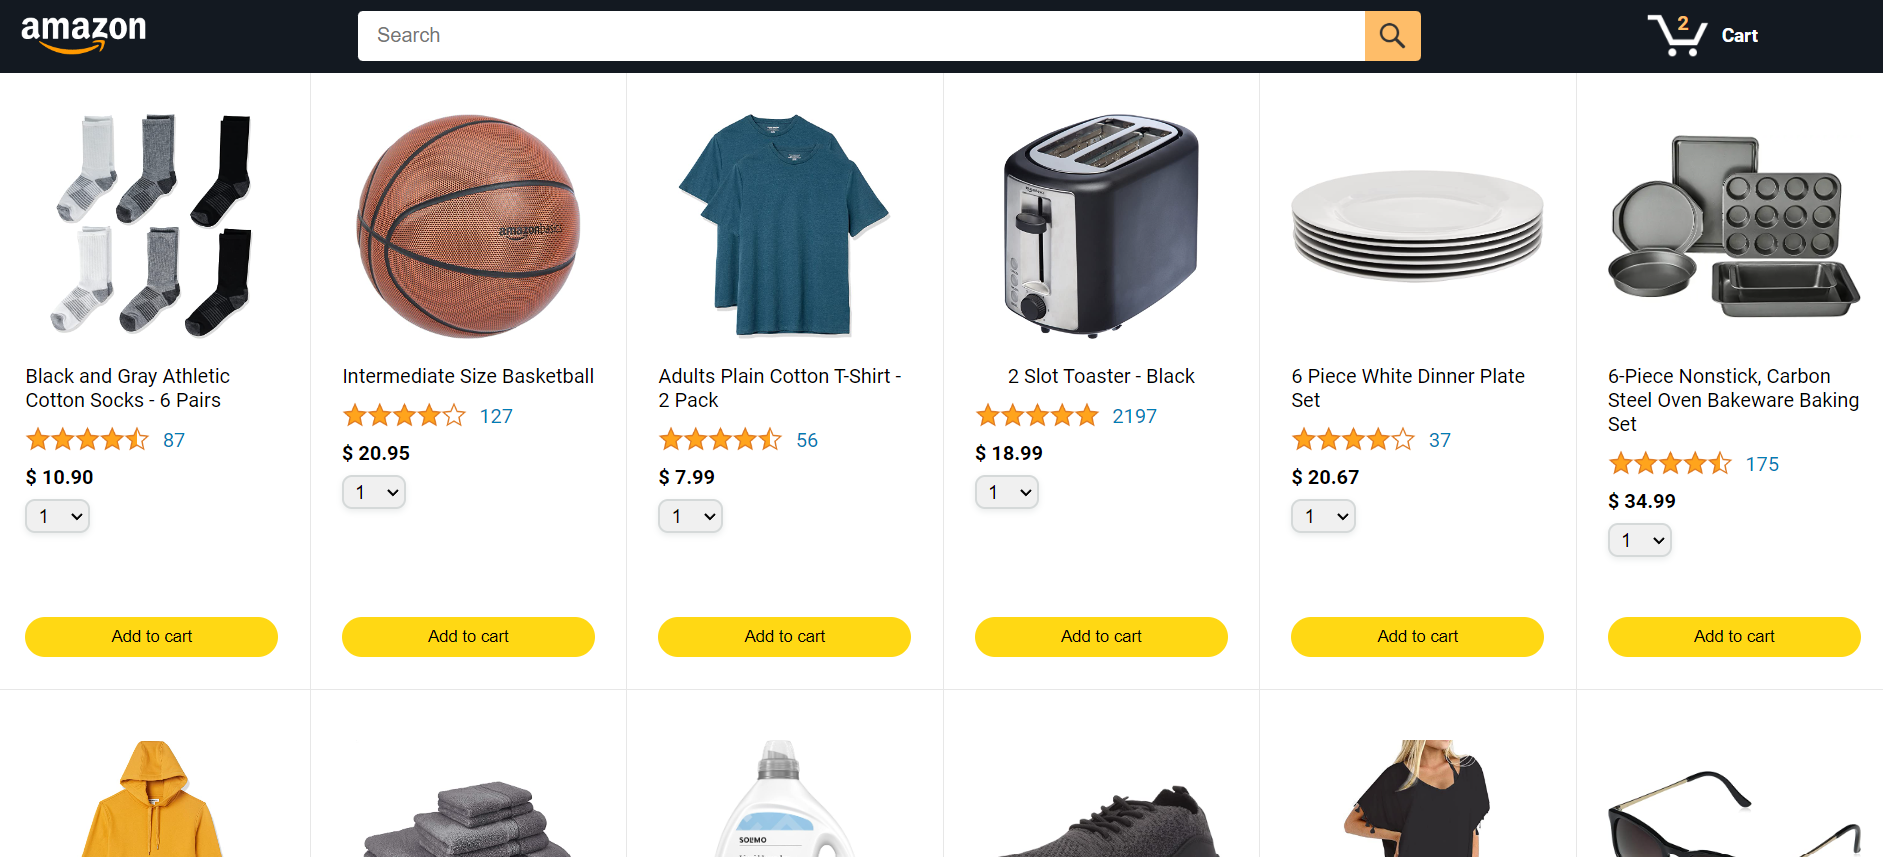 amazon
Search
2
Cart
amazonbasics
Black and Gray Athletic
Cotton Socks - 6 Pairs
87
$ 10.90
1
Add to cart
Intermediate Size Basketball
127
$ 20.95
1
Add to cart
Adults Plain Cotton T-Shirt -
2 Pack
56
$ 7.99
1
Add to cart
2 Slot Toaster - Black
2197
$ 18.99
1
Add to cart
6 Piece White Dinner Plate
Set
37
$ 20.67
1
Add to cart
6-Piece Nonstick, Carbon
Steel Oven Bakeware Baking
Set
175
$ 34.99
1
Add to cart
SOLIMO